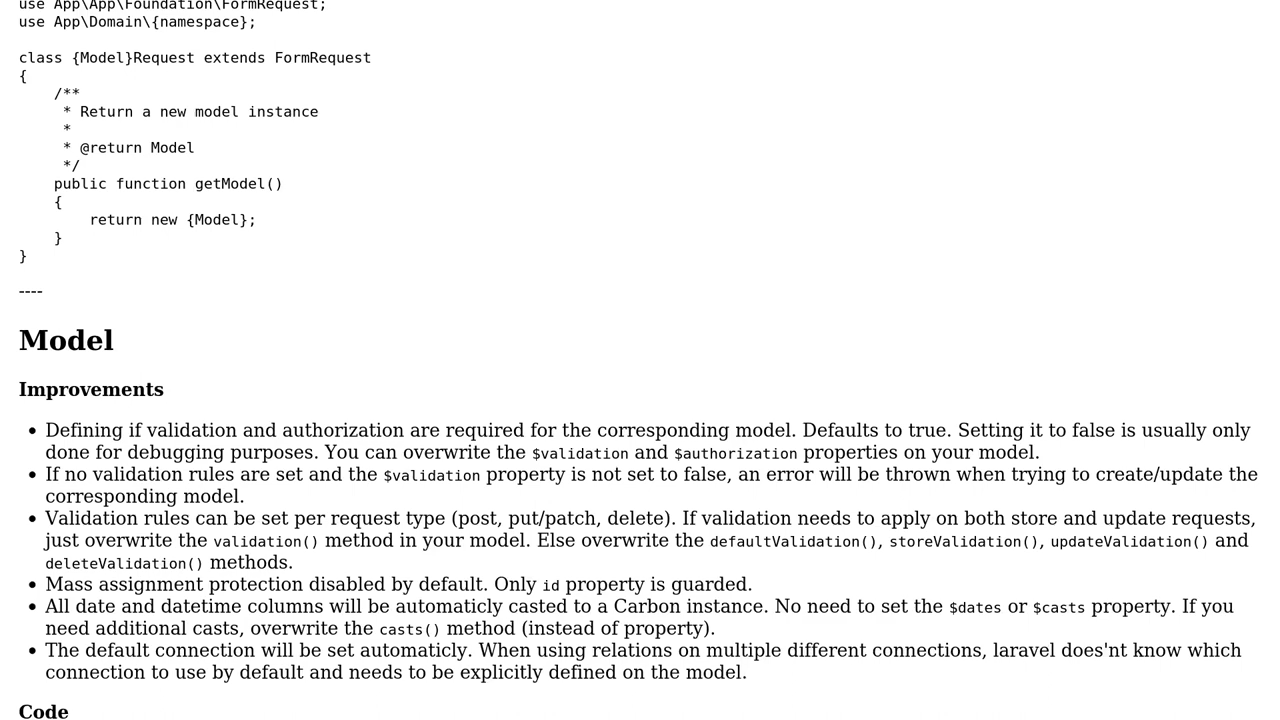 use App\App\Foundation\FormRequest;
use App\Domain\{namespace};
class {Model}Request extends FormRequest
{
    /**
     * Return a new model instance
     *
     * @return Model
     */
    public function getModel()
    {
        return new {Model};
    }
}
----
Model
Improvements
• Defining if validation and authorization are required for the corresponding model. Defaults to true. Setting it to false is usually only
done for debugging purposes. You can overwrite the $validation and $authorization properties on your model.
• If no validation rules are set and the $validation property is not set to false, an error will be thrown when trying to create/update the
corresponding model.
• Validation rules can be set per request type (post, put/patch, delete). If validation needs to apply on both store and update requests,
just overwrite the validation() method in your model. Else overwrite the defaultValidation(), storeValidation(), updateValidation() and
deleteValidation() methods.
• Mass assignment protection disabled by default. Only id property is guarded.
• All date and datetime columns will be automaticly casted to a Carbon instance. No need to set the $dates or $casts property. If you
need additional casts, overwrite the casts() method (instead of property).
• The default connection will be set automaticly. When using relations on multiple different connections, laravel does'nt know which
connection to use by default and needs to be explicitly defined on the model.
Code